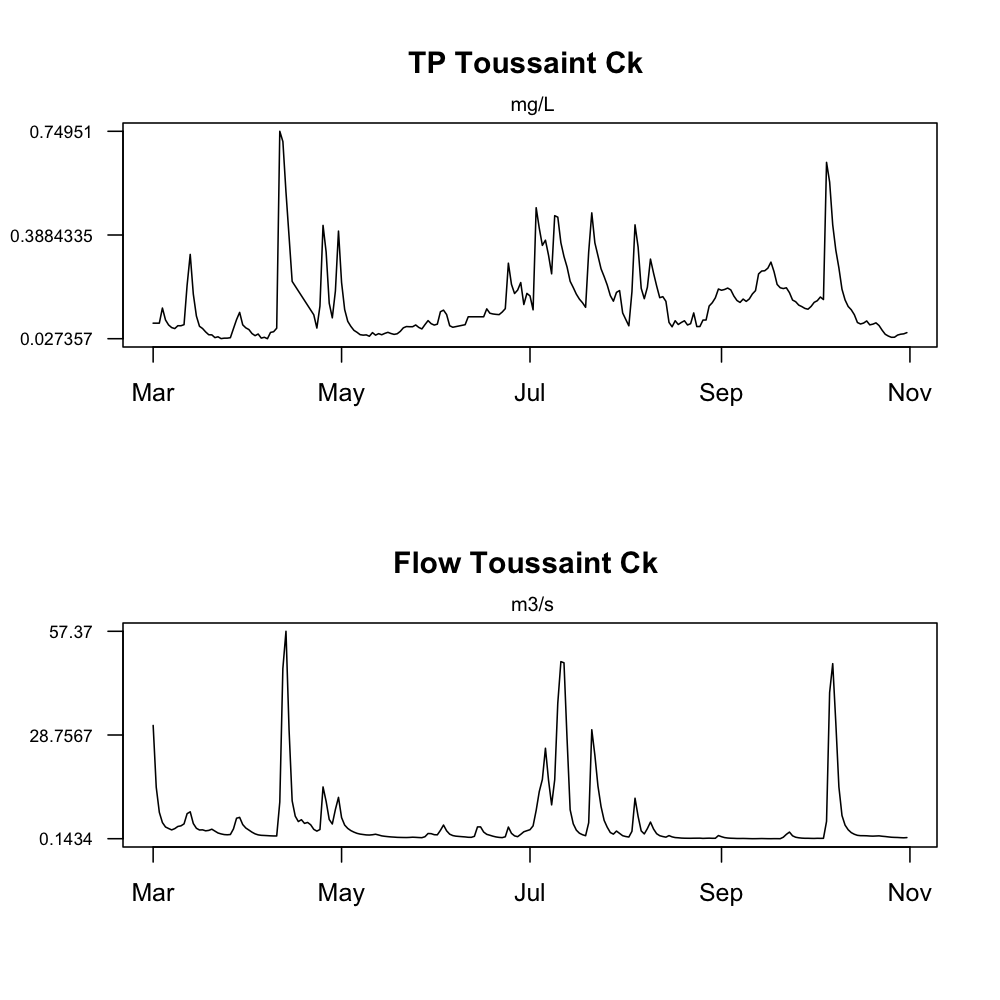 TP Toussaint Ck
mg/L
0.74951
0.3884335
0.027357
Mar May Jul Sep Nov
Flow Toussaint Ck
m3/s
57.37
28.7567
0.1434
Mar May Jul Sep Nov